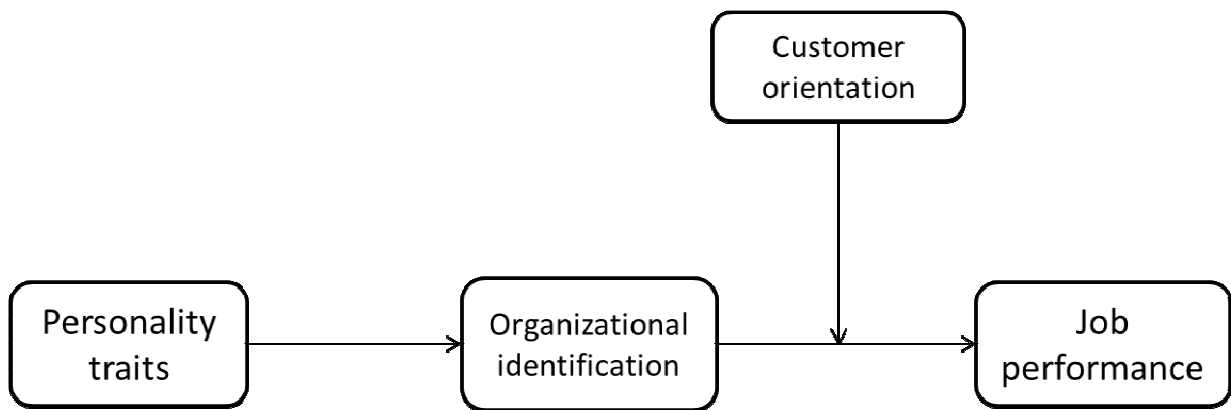 Customer
orientation
Personality
traits
Organizational
identification
Job
performance